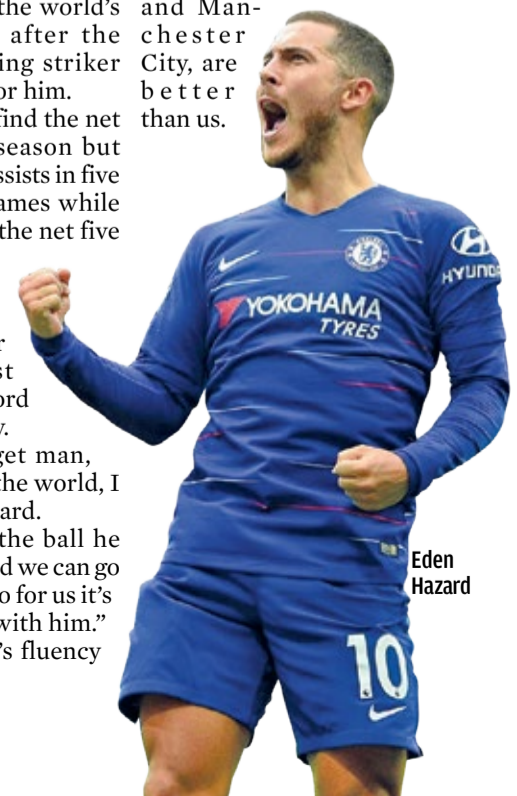 the world's
after the
ing striker
or him.
find the net
season but
ssists in five
ames while
the net five
r
st
ord
y.
get man,
the world, I
ard.
the ball he
d we can go
o for us it's
with him."
's fluency
and Man-
chester
City, are
better
than us.
HYUND
YOKOHAMA
TYRES
Eden
Hazard
10